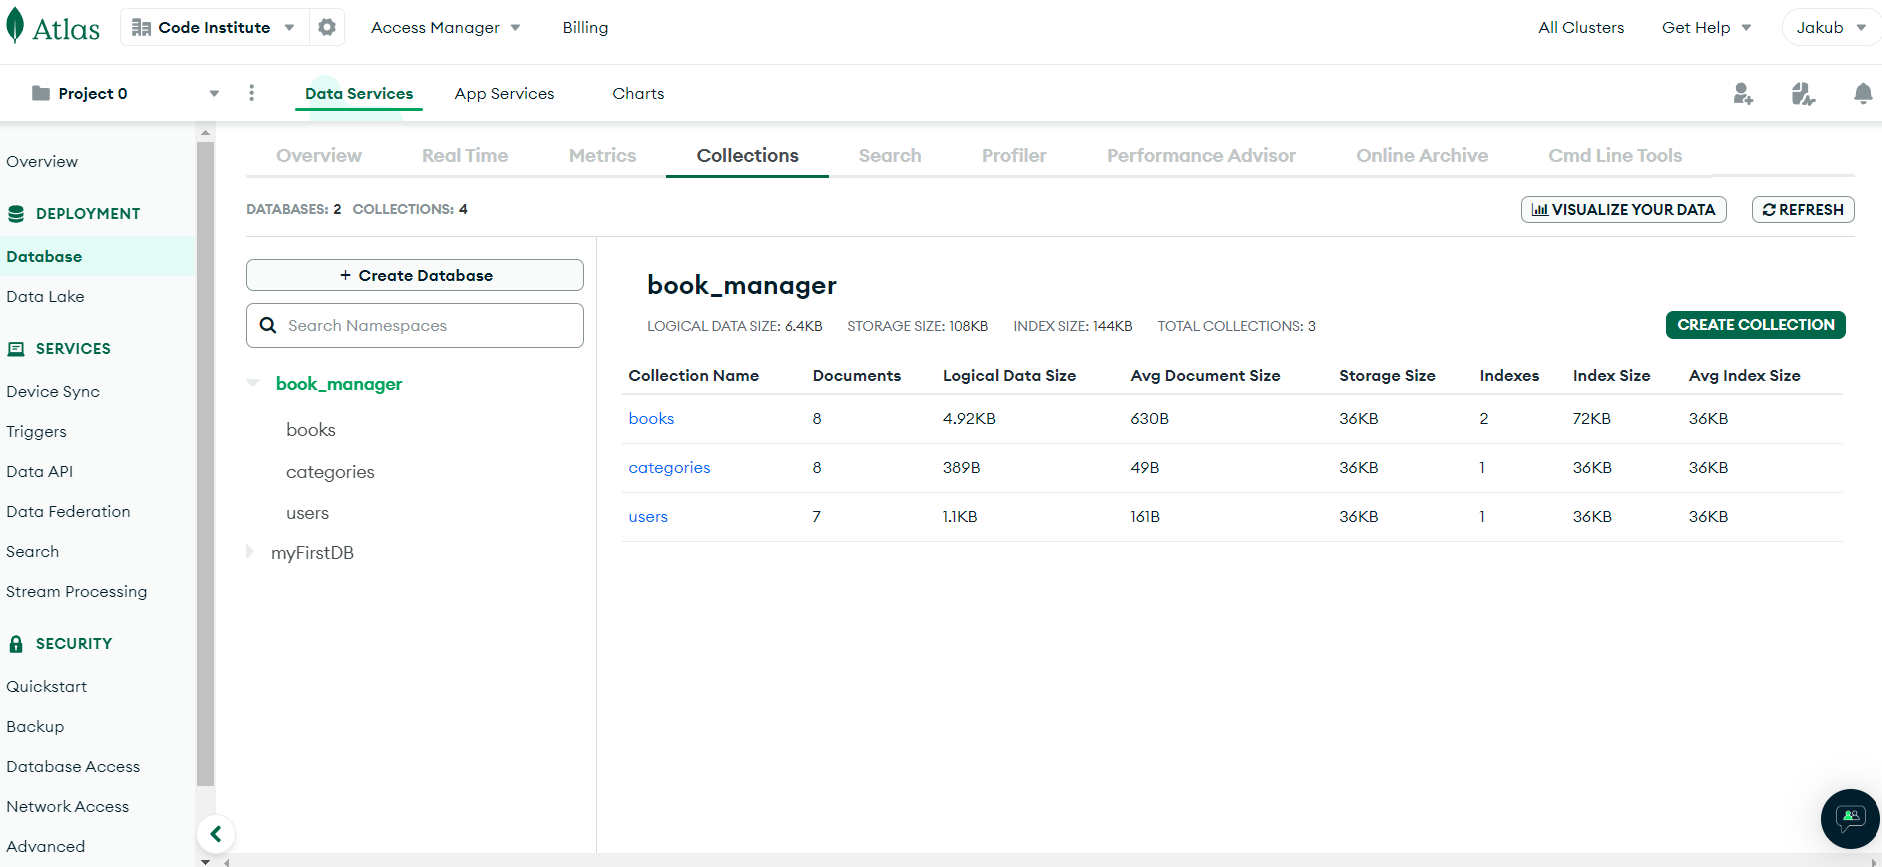 Atlas Code Institute Access Manager Billing All Clusters Get Help Jakub
Project 0 Data Services App Services Charts
Overview
DEPLOYMENT
Database
Data Lake
SERVICES
Device Sync
Triggers
Data API
Data Federation
Search
Stream Processing
SECURITY
Quickstart
Backup
Database Access
Network Access
Advanced
Overview Real Time Metrics Collections Search Profiler Performance Advisor Online Archive Cmd Line Tools
DATABASES: 2 COLLECTIONS: 4 VISUALIZE YOUR DATA REFRESH
+ Create Database
Search Namespaces
book_manager
books
categories
users
myFirstDB
book_manager
LOGICAL DATA SIZE: 6.4KB STORAGE SIZE: 108KB INDEX SIZE: 144KB TOTAL COLLECTIONS: 3 CREATE COLLECTION
Collection Name Documents Logical Data Size Avg Document Size Storage Size Indexes Index Size Avg Index Size
books 8 4.92KB 630B 36KB 2 72KB 36KB
categories 8 389B 49B 36KB 1 36KB 36KB
users 7 1.1KB 161B 36KB 1 36KB 36KB